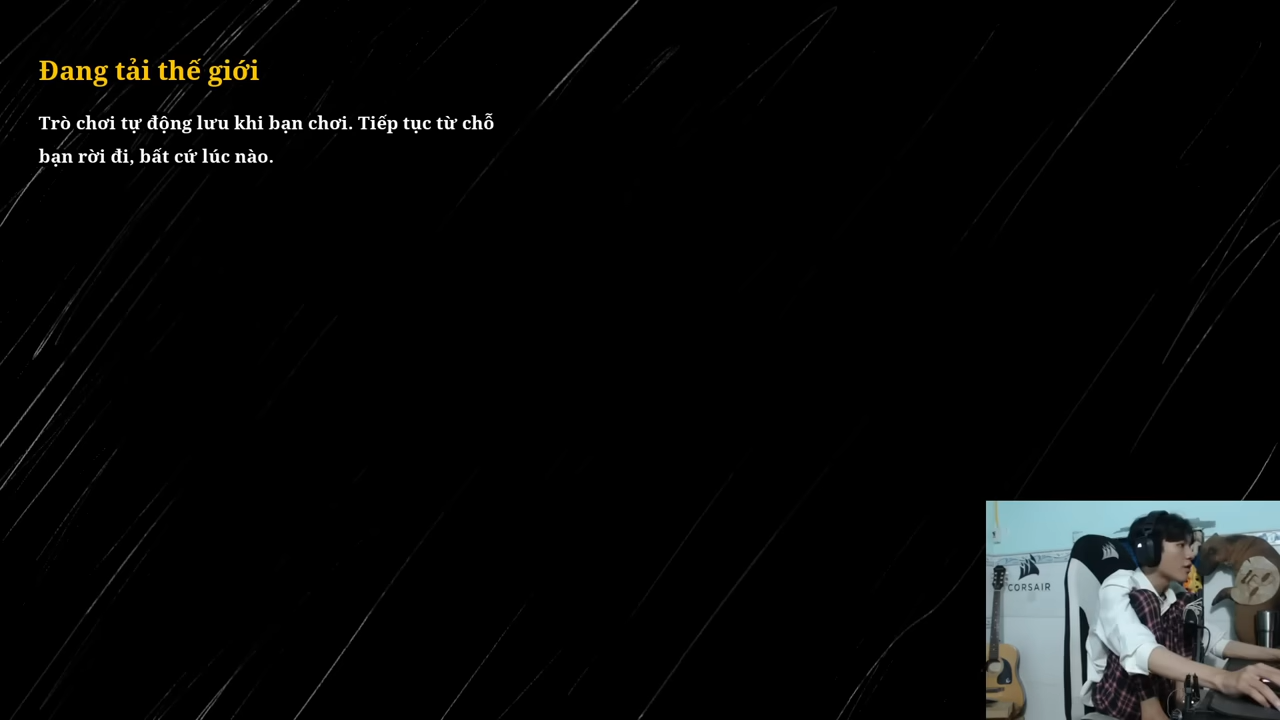 Đang tải thế giới
Trò chơi tự động lưu khi bạn chơi. Tiếp tục từ chỗ
bạn rời đi, bất cứ lúc nào.
CORSAIR